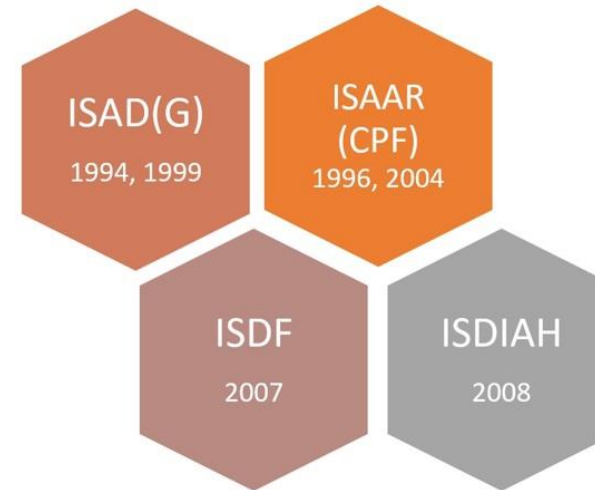 ISAD(G)
1994, 1999
ISAAR
(CPF)
1996, 2004
ISDF
2007
ISDIAH
2008